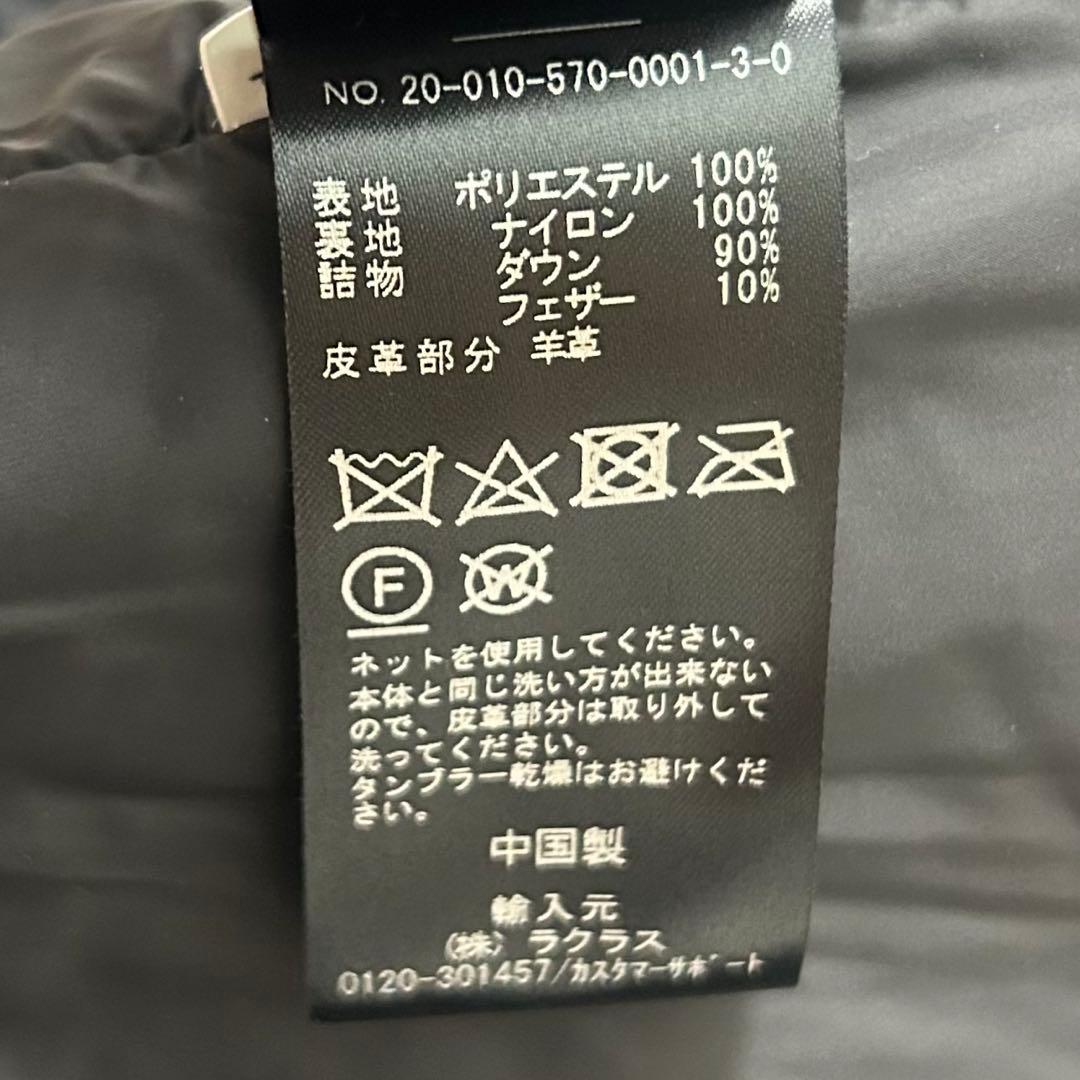 NO. 20-010-570-0001-3-0
表地 ポリエステル 100%
裏地 ナイロン 100%
詰物 ダウン 90%
フェザー 10%
皮革部分 羊革
F W
ネットを使用してください。
本体と同じ洗い方が出来ない
ので、皮革部分は取り外して
洗ってください。
タンブラー乾燥はお避けくだ
さい。
中国製
輸入元
(株) ラクラス
0120-301457/カスタマーサポート